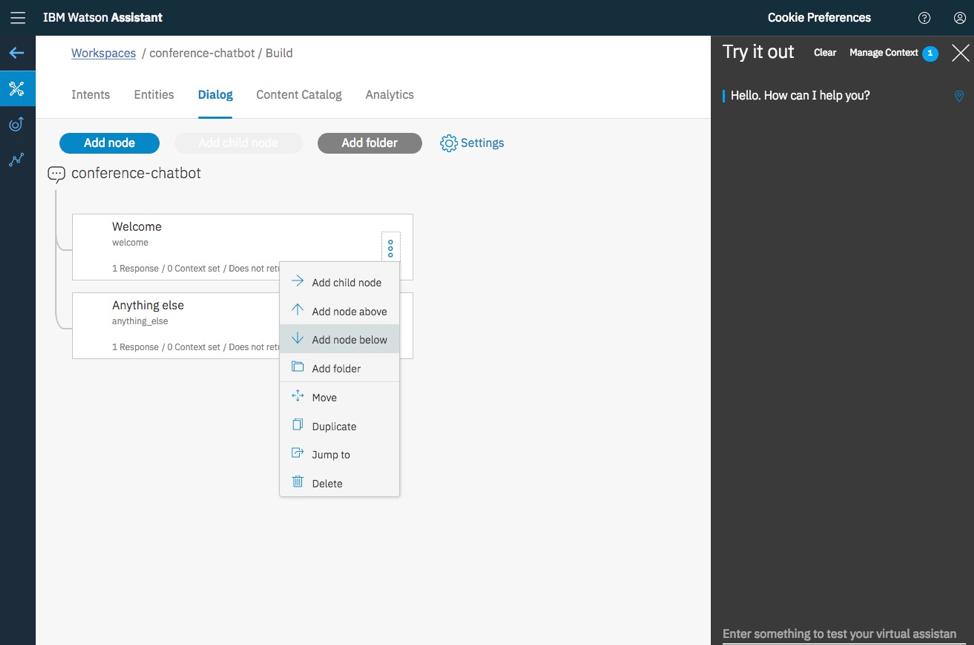 IBM Watson Assistant
Cookie Preferences
Workspaces / conference-chatbot / Build
Intents Entities Dialog Content Catalog Analytics
Add node Add child node Add folder Settings
conference-chatbot
Welcome
welcome
1 Response / 0 Context set / Does not retu
Add child node
Add node above
Add node below
Add folder
Move
Duplicate
Jump to
Delete
Anything else
anything_else
1 Response / 0 Context set / Does not retu
Try it out Clear Manage Context 1
Hello. How can I help you?
Enter something to test your virtual assistan